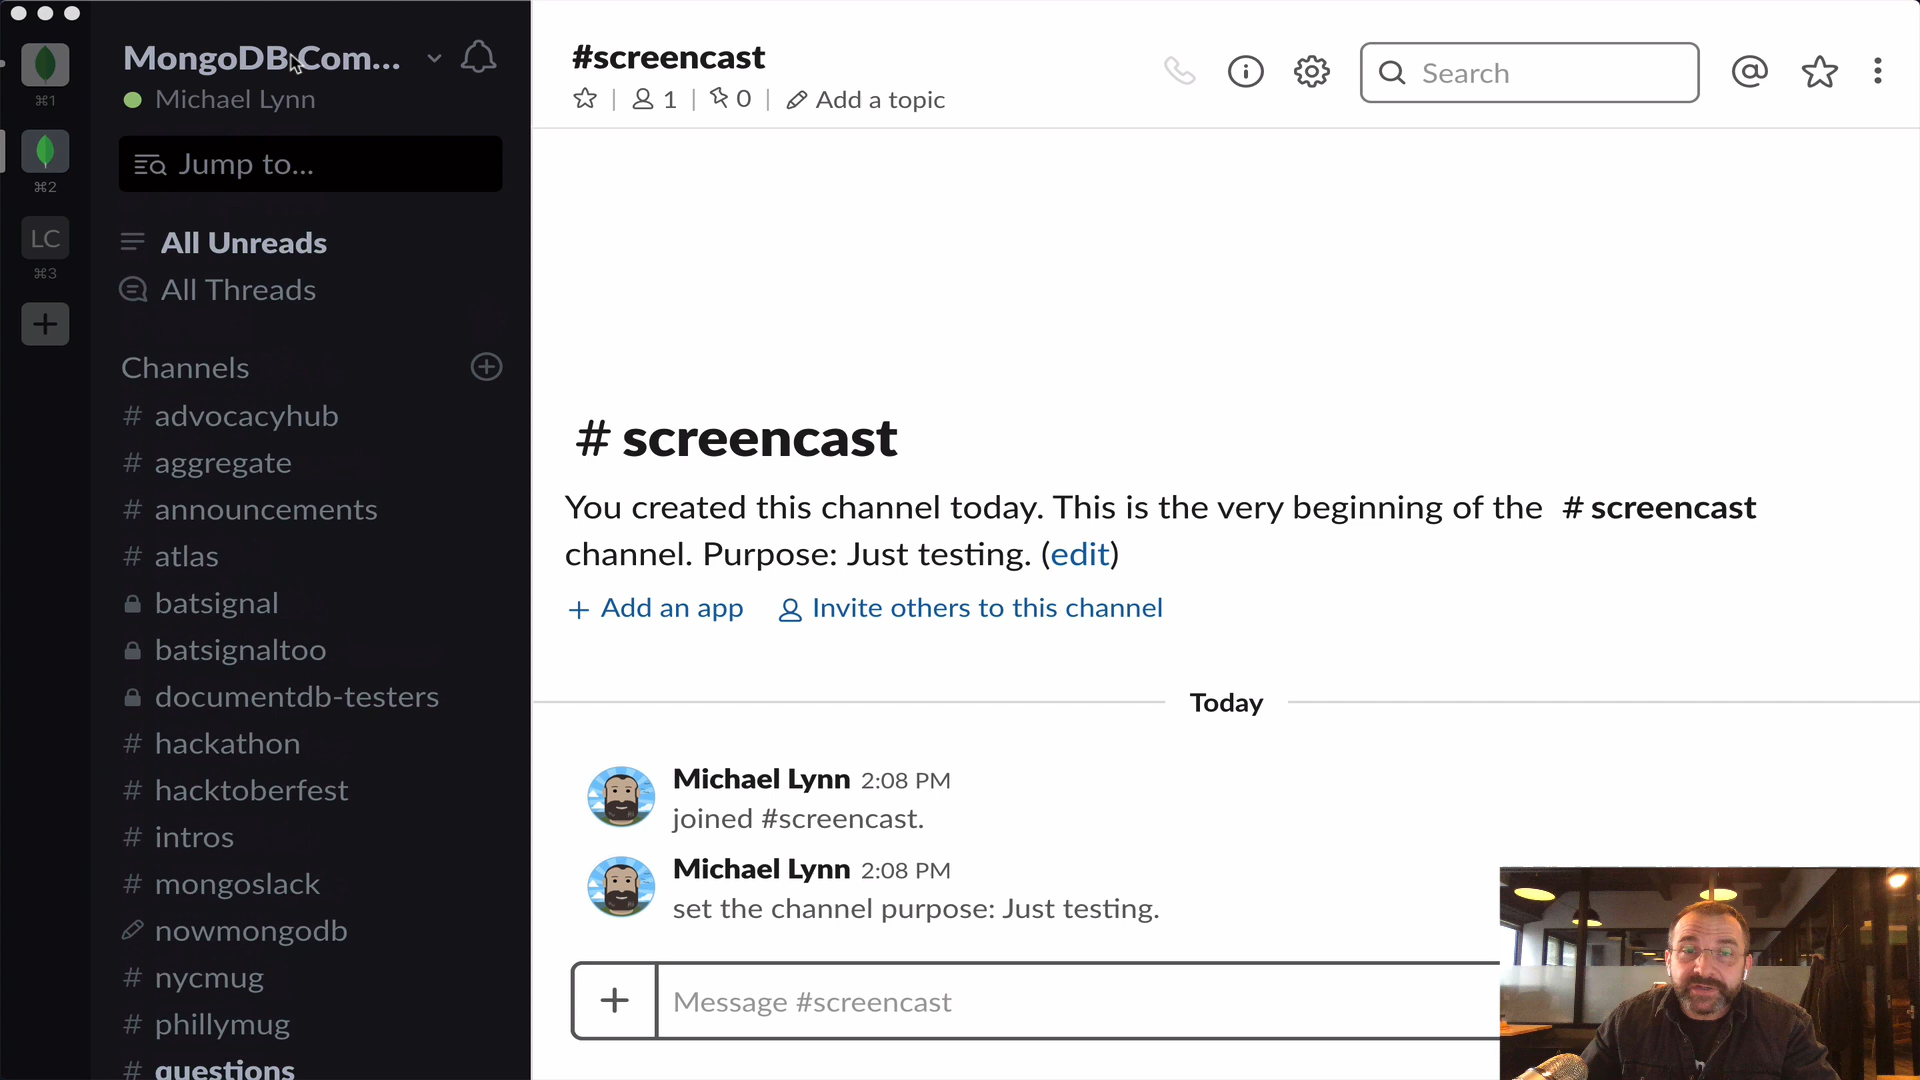 MongoDB Com...
Michael Lynn
⌘1
⌘2
LC
⌘3
Jump to...
All Unreads
All Threads
Channels
# advocacyhub
# aggregate
# announcements
# atlas
batsignal
batsignaltoo
documentdb-testers
# hackathon
# hacktoberfest
# intros
# mongoslack
nowmongodb
# nycmug
# phillymug
# questions
#screencast
1 | 0 | Add a topic
Search
# screencast
You created this channel today. This is the very beginning of the # screencast
channel. Purpose: Just testing. (edit)
+ Add an app Invite others to this channel
Today
Michael Lynn 2:08 PM
joined #screencast.
Michael Lynn 2:08 PM
set the channel purpose: Just testing.
+ Message #screencast